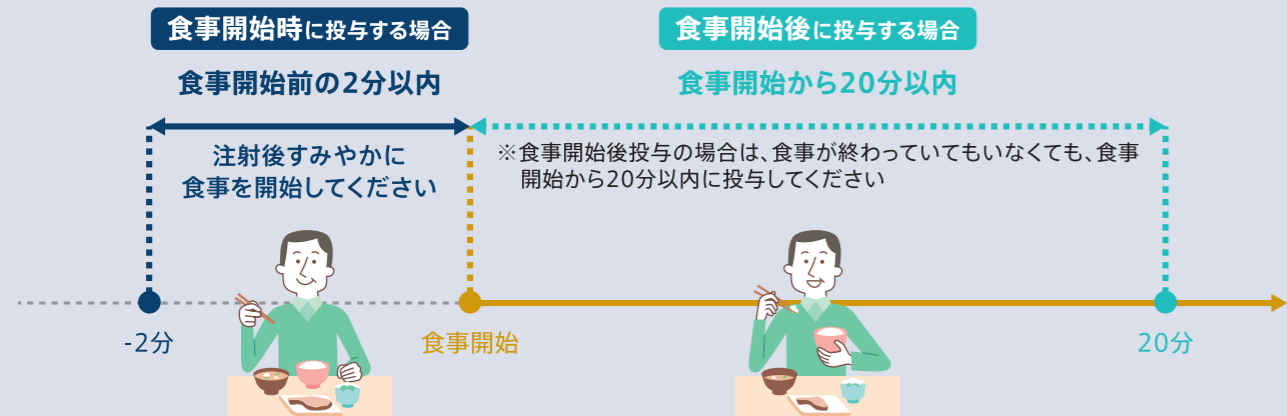 食事開始時に投与する場合
食事開始前の2分以内
注射後すみやかに
食事を開始してください
食事開始後に投与する場合
食事開始から20分以内
※食事開始後投与の場合は、食事が終わっていてもいなくても、食事
開始から20分以内に投与してください
-2分
食事開始
20分